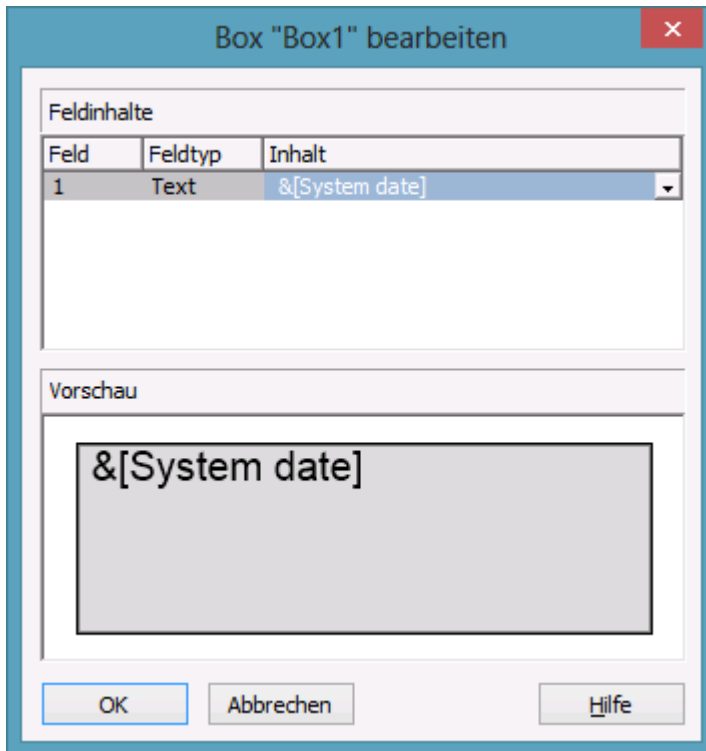 Box "Box1" bearbeiten
Feldinhalte
Feld Feldtyp Inhalt
1 Text &[System date]
Vorschau
&[System date]
OK Abbrechen Hilfe